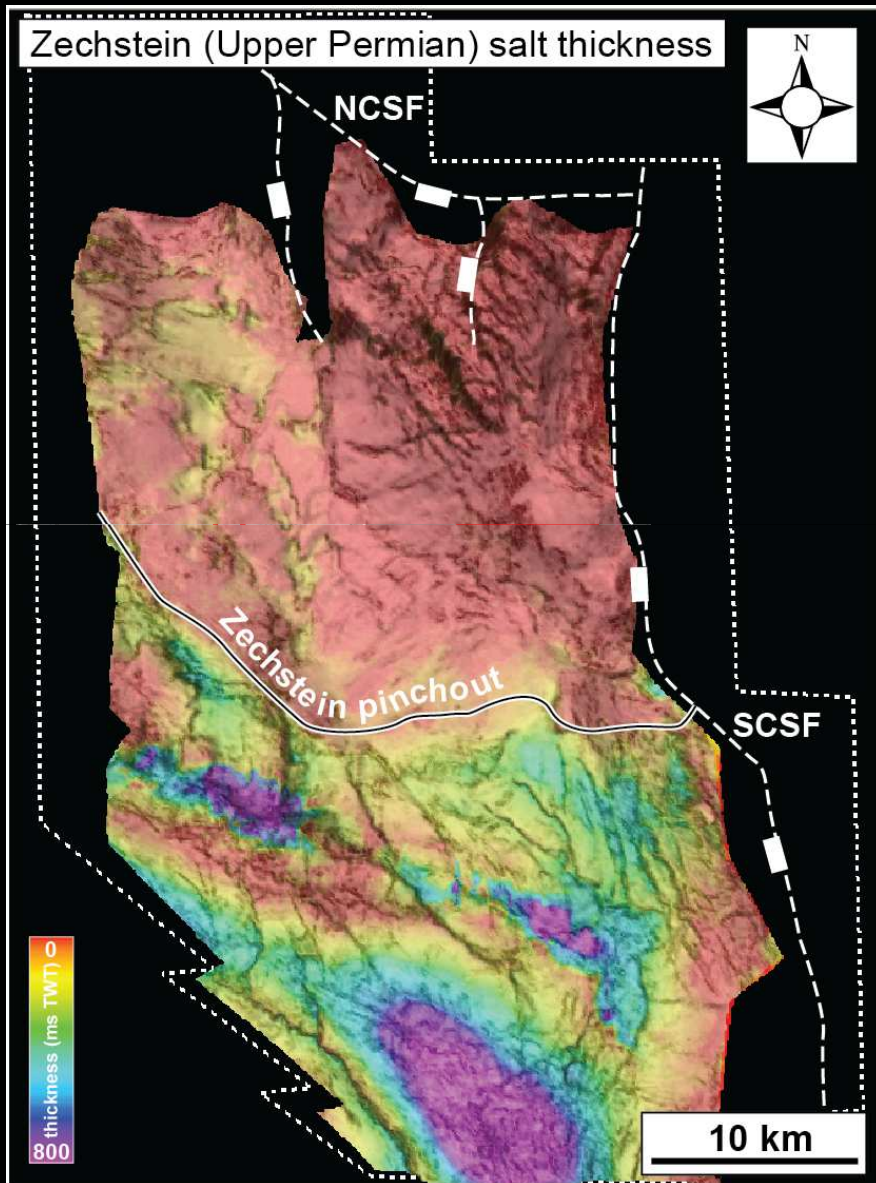 Zechstein (Upper Permian) salt thickness
N
NCSF
Zechstein pinchout
SCSF
0
thickness (ms TWT)
800
10 km